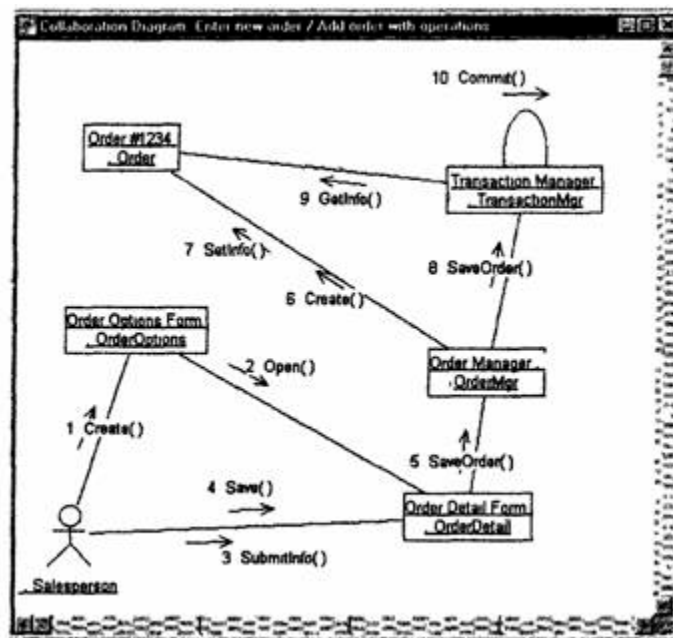 Collaboration Diagram: Enter new order / Add order with operations
10 Commit()
Order #1234
: Order
Transaction Manager
: TransactionMgr
9 GetInfo()
7 SetInfo()
8 SaveOrder()
6 Create()
Order Options Form
: OrderOptions
2 Open()
Order Manager :
: OrderMgr
1 Create()
5 SaveOrder()
4 Save()
Order Detail Form
: OrderDetail
3 SubmitInfo()
: Salesperson